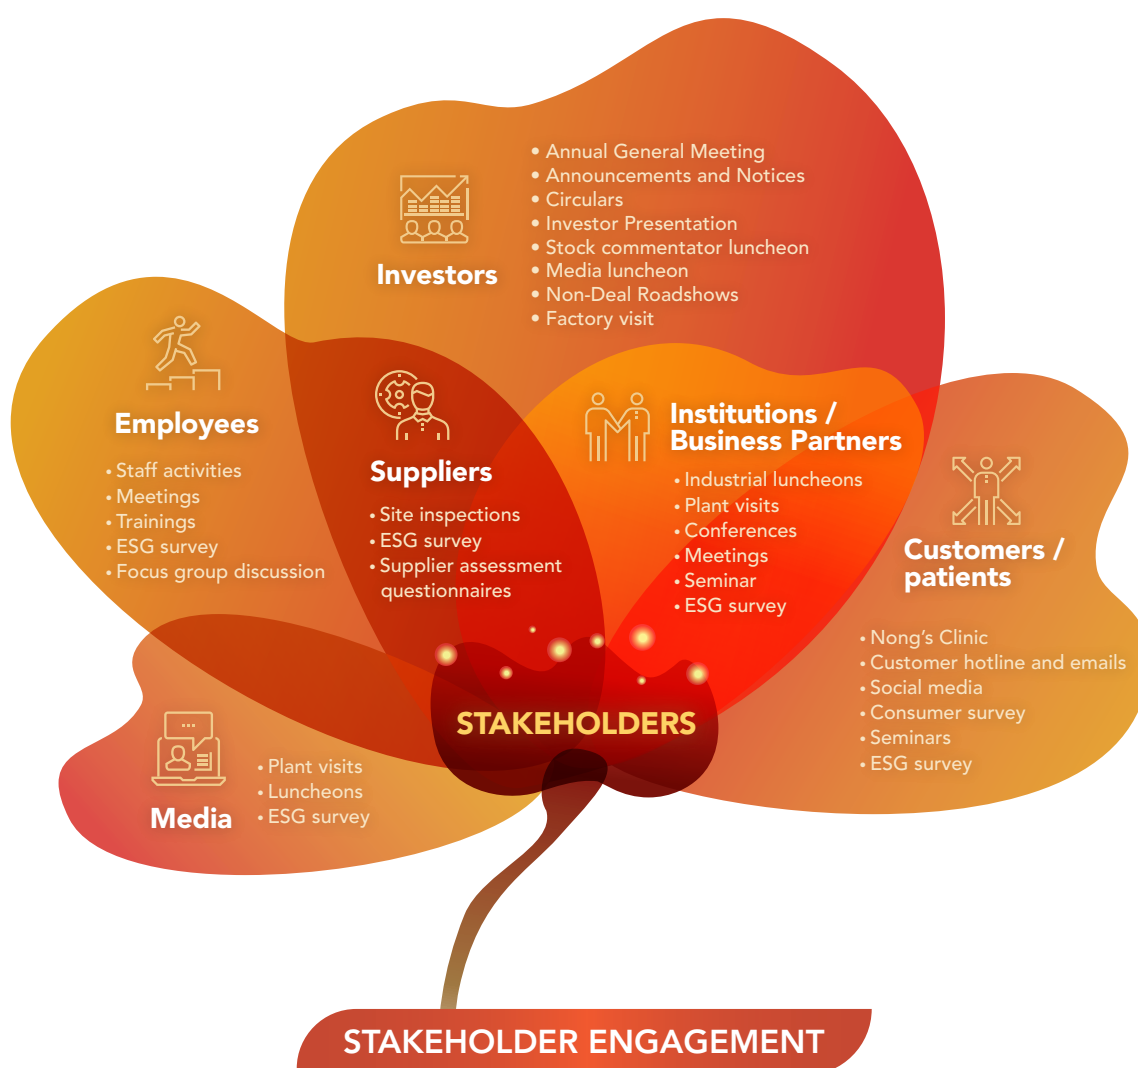 Investors
• Annual General Meeting
• Announcements and Notices
• Circulars
• Investor Presentation
• Stock commentator luncheon
• Media luncheon
• Non-Deal Roadshows
• Factory visit
Employees
• Staff activities
• Meetings
• Trainings
• ESG survey
• Focus group discussion
Suppliers
• Site inspections
• ESG survey
• Supplier assessment
questionnaires
Institutions /
Business Partners
• Industrial luncheons
• Plant visits
• Conferences
• Meetings
• Seminar
• ESG survey
Customers /
patients
• Nong's Clinic
• Customer hotline and emails
• Social media
• Consumer survey
• Seminars
• ESG survey
Media
• Plant visits
• Luncheons
• ESG survey
STAKEHOLDERS
STAKEHOLDER ENGAGEMENT